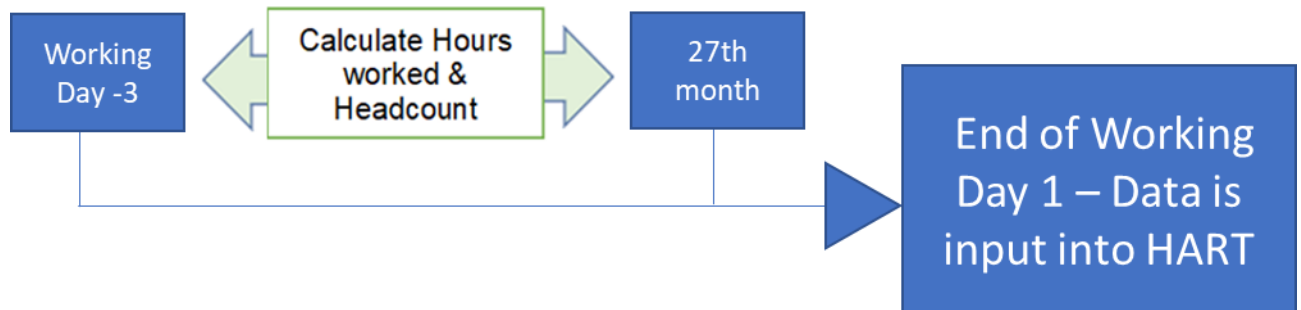 Working
Day -3
Calculate Hours
worked &
Headcount
27th
month
End of Working
Day 1 – Data is
input into HART